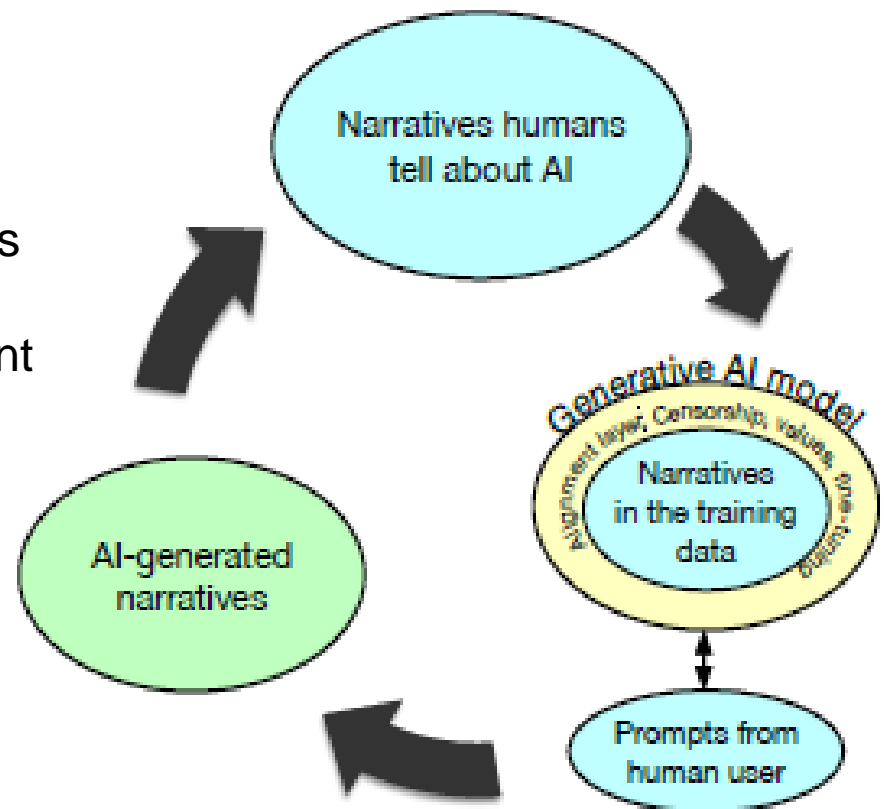 Narratives humans
tell about AI
s
nt
Generative AI model
Alignment layer, Censorship, values, fine-tuning
Narratives
in the training
data
AI-generated
narratives
Prompts from
human user